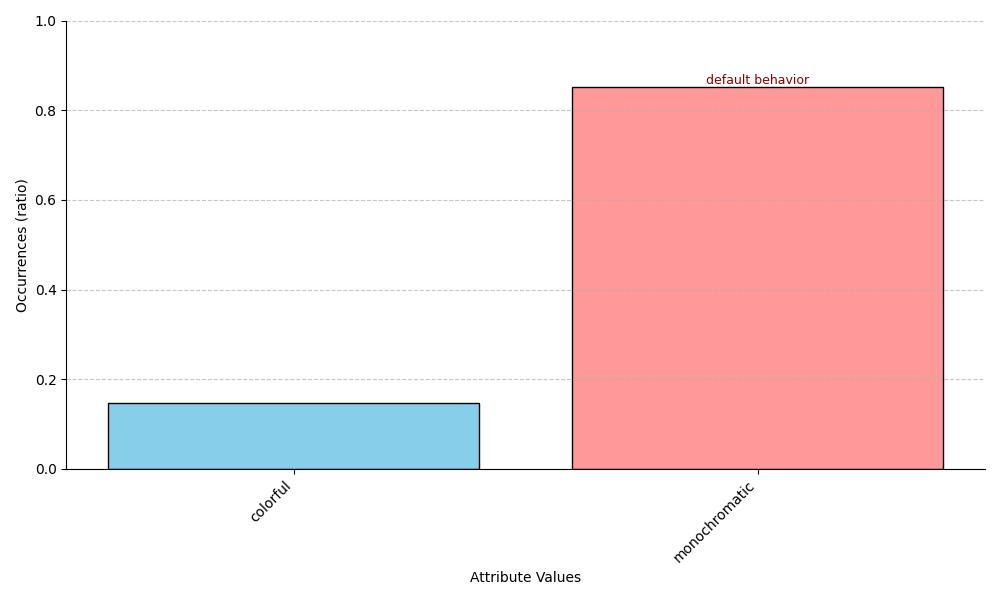 1.0
default behavior
0.8
0.6
0.4
0.2
0.0
Occurrences (ratio)
colorful
monochromatic
Attribute Values